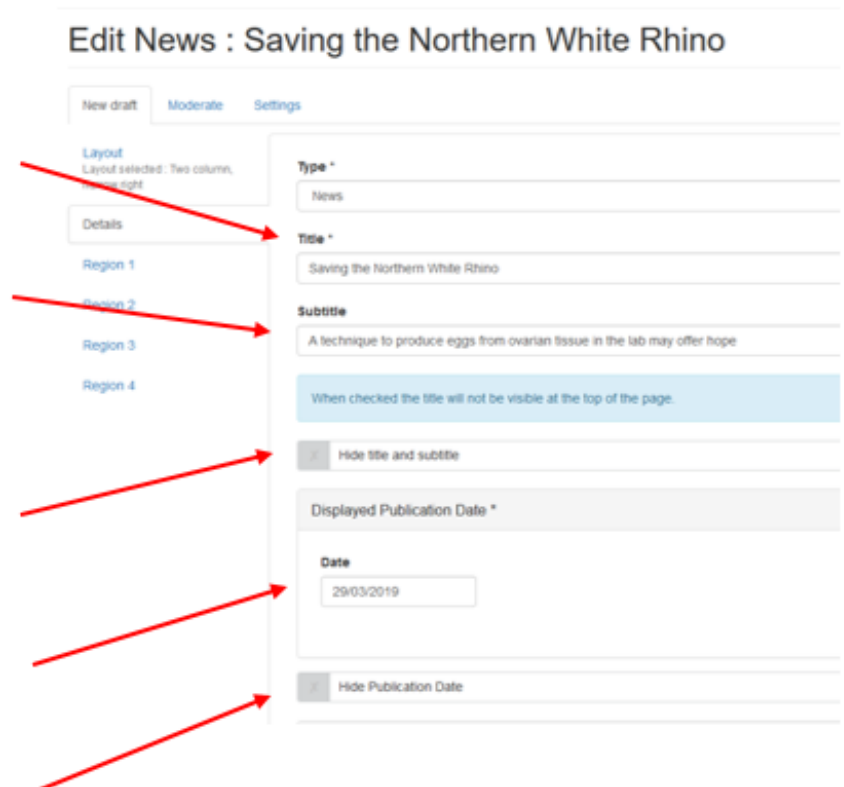 Edit News : Saving the Northern White Rhino
New draft Moderate Settings
Layout
Layout selected : Two column,
narrow right
Details
Region 1
Region 2
Region 3
Region 4
Type *
News
Title *
Saving the Northern White Rhino
Subtitle
A technique to produce eggs from ovarian tissue in the lab may offer hope
When checked the title will not be visible at the top of the page.
X Hide title and subtitle
Displayed Publication Date *
Date
29/03/2019
X Hide Publication Date